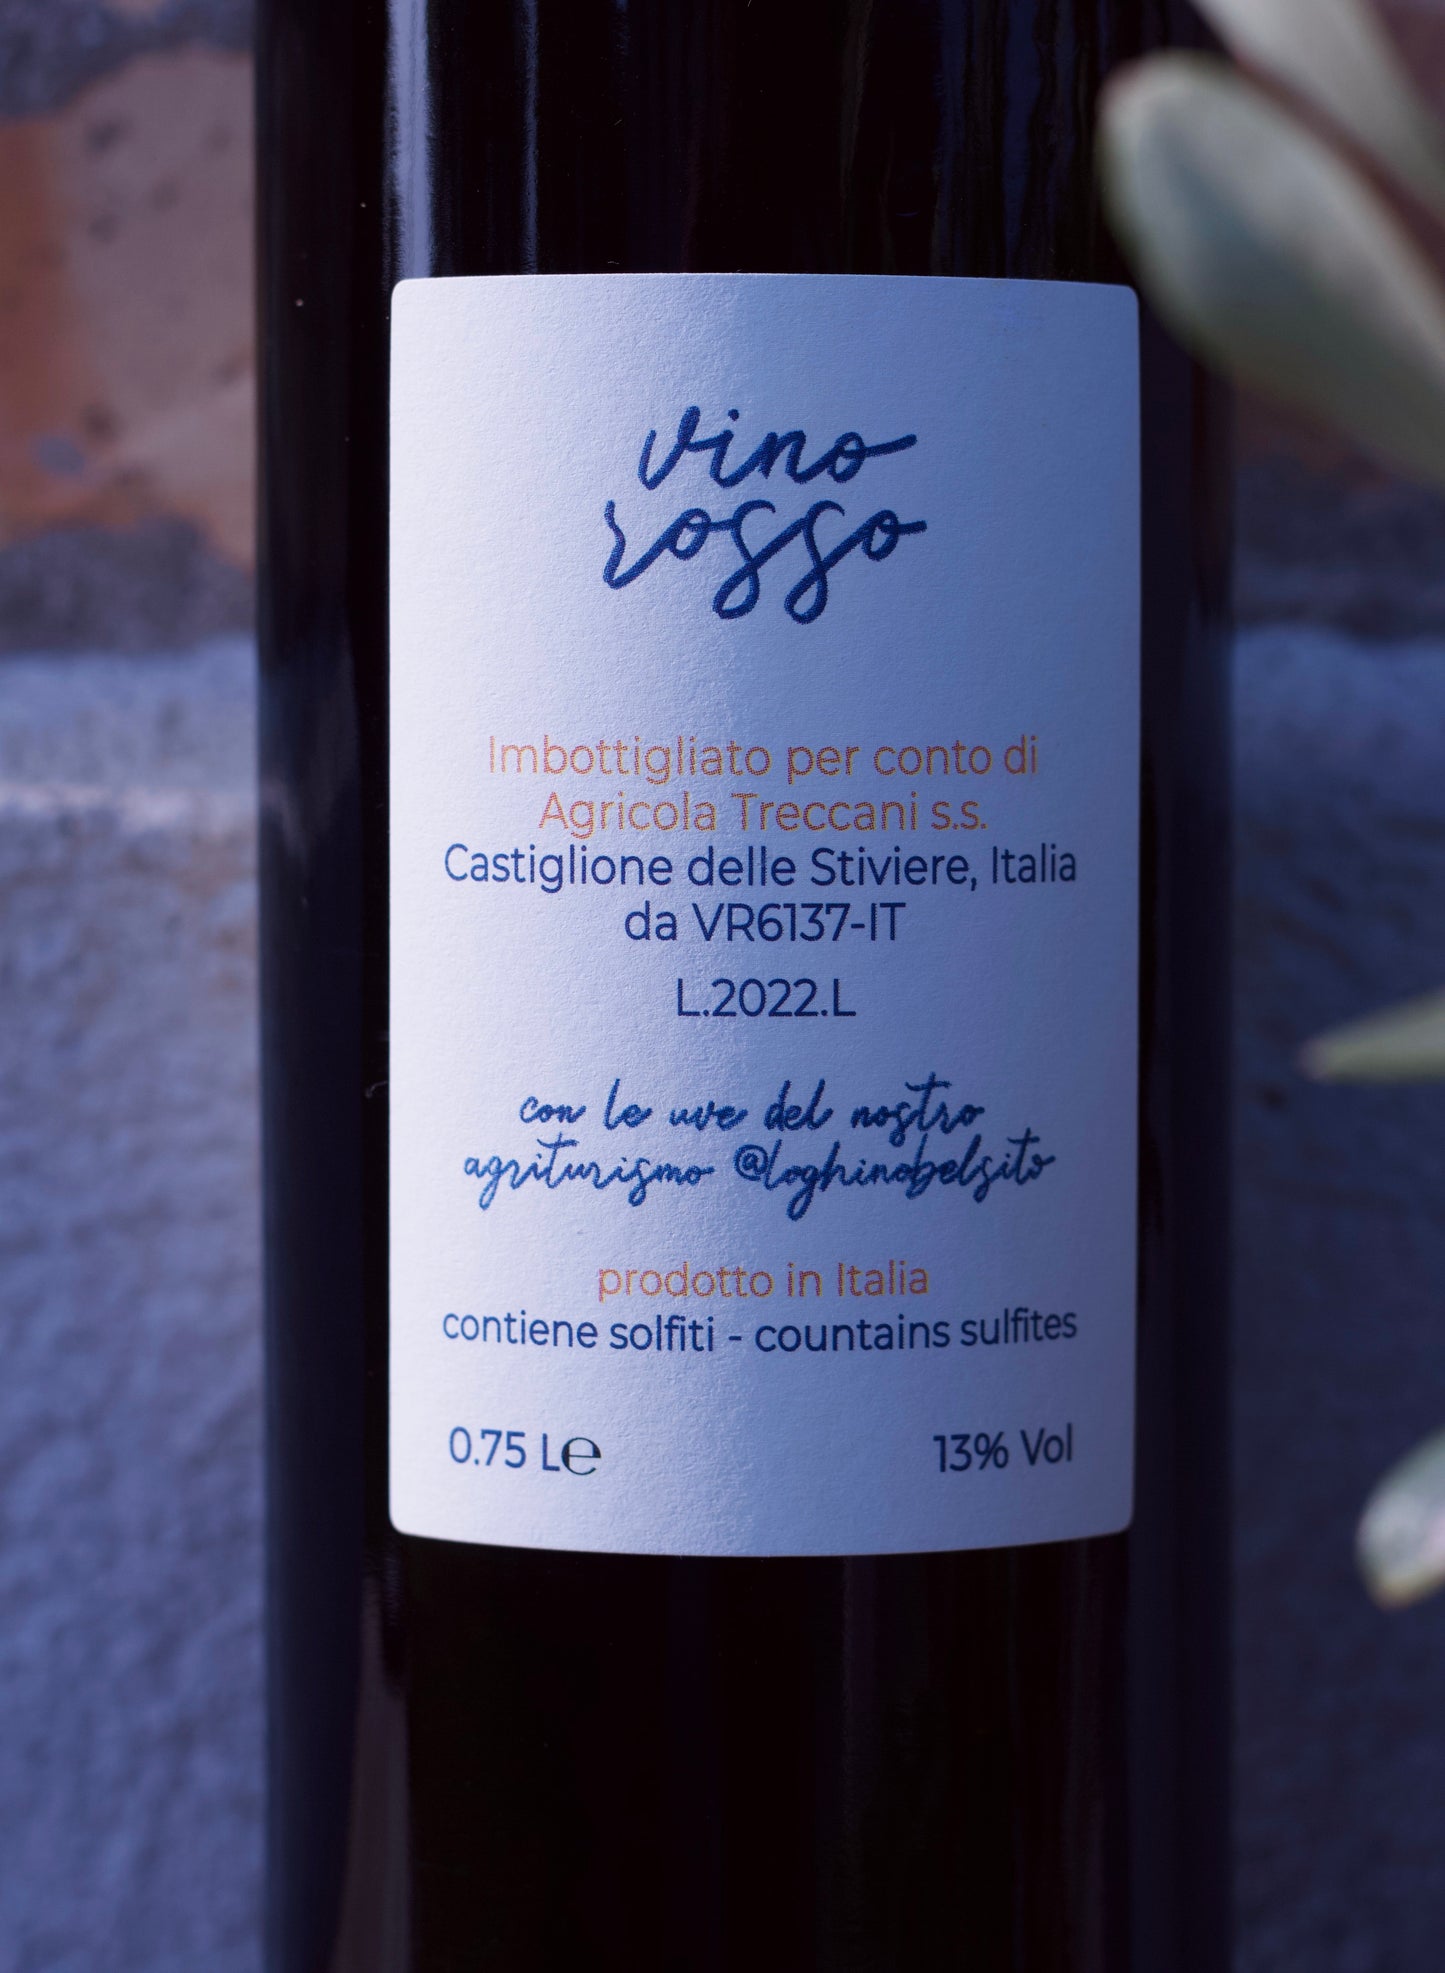 vino
rosso
Imbottigliato per conto di
Agricola Treccani s.s.
Castiglione delle Stiviere, Italia
da VR6137-IT
L.2022.L
con le uve del nostro
agriturismo @loghinobelsito
prodotto in Italia
contiene solfiti - countains sulfites
0.75 L℮ 13% Vol